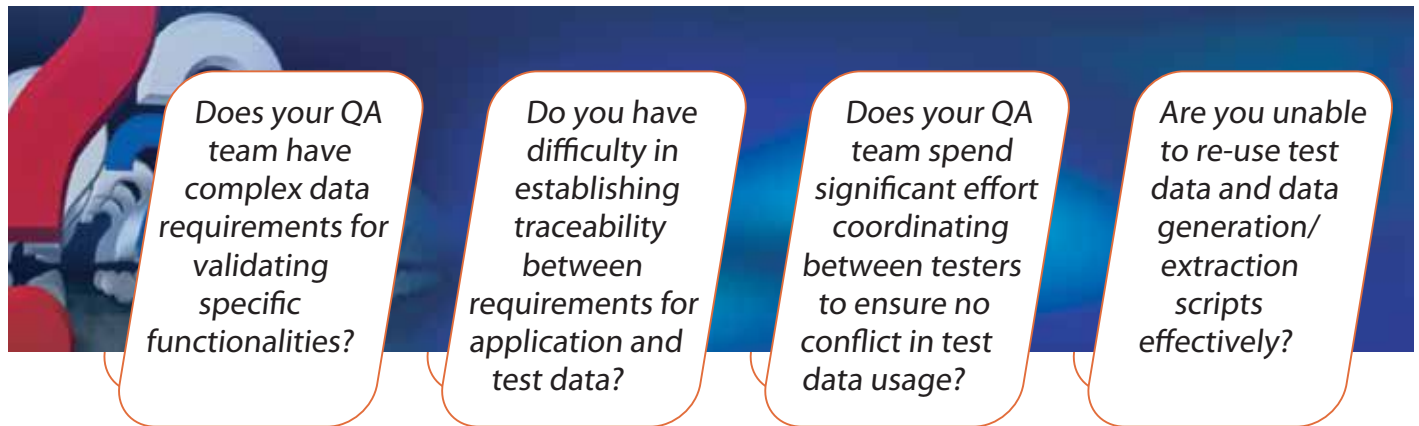 Does your QA
team have
complex data
requirements for
validating
specific
functionalities?
Do you have
difficulty in
establishing
traceability
between
requirements for
application and
test data?
Does your QA
team spend
significant effort
coordinating
between testers
to ensure no
conflict in test
data usage?
Are you unable
to re-use test
data and data
generation/
extraction
scripts
effectively?